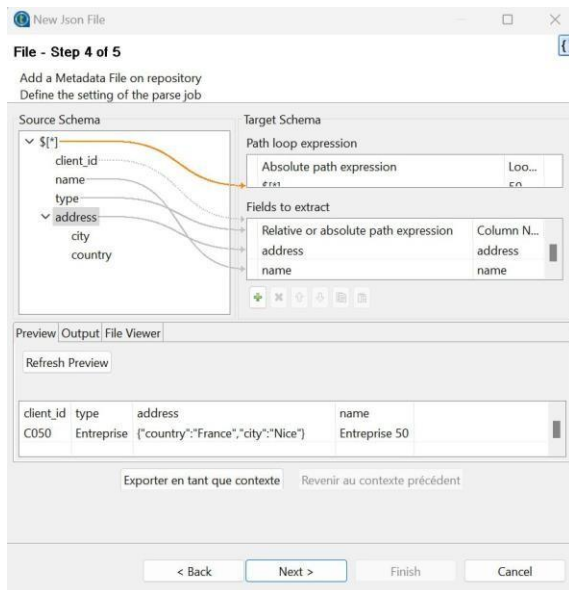 New Json File
File - Step 4 of 5
Add a Metadata File on repository
Define the setting of the parse job
Source Schema
$[*]
client_id
name
type
address
city
country
Target Schema
Path loop expression
Absolute path expression Loo...
$[*] 50
Fields to extract
Relative or absolute path expression Column N...
address address
name name
Preview Output File Viewer
Refresh Preview
client_id type address name
C050 Entreprise {"country":"France","city":"Nice"} Entreprise 50
Exporter en tant que contexte Revenir au contexte précédent
< Back Next > Finish Cancel